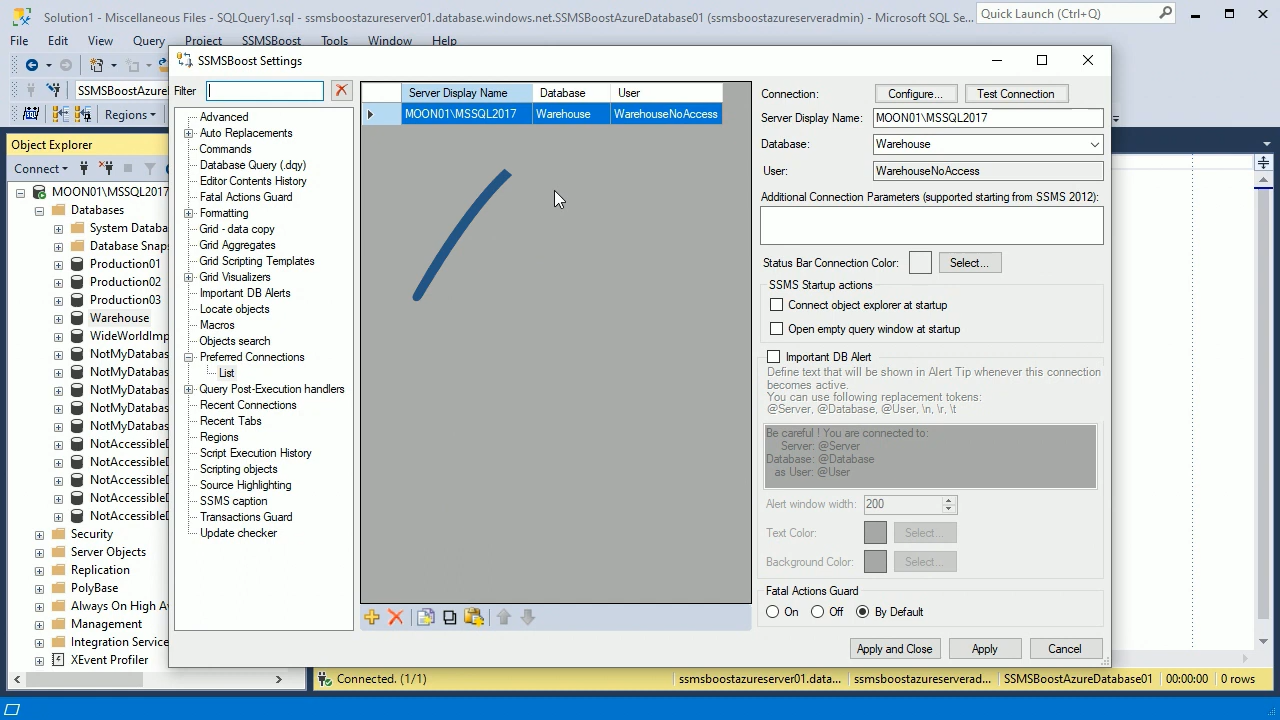 Solution1 - Miscellaneous Files - SQLQuery1.sql - ssmsboostazureserver01.database.windows.net.SSMSBoostAzureDatabase01 (ssmsboostazureserveradmin) - Microsoft SQL Se...
Quick Launch (Ctrl+Q)
File Edit View Query Project SSMSBoost Tools Window Help
SSMSBoostAzure
Regions
Object Explorer
Connect
MOON01\MSSQL2017
Databases
System Databa
Database Snap
Production01
Production02
Production03
Warehouse
WideWorldImp
NotMyDatabas
NotMyDatabas
NotMyDatabas
NotMyDatabas
NotMyDatabas
NotAccessibleD
NotAccessibleD
NotAccessibleD
NotAccessibleD
Security
Server Objects
Replication
PolyBase
Always On High A
Management
Integration Service
XEvent Profiler
SSMSBoost Settings
Filter
Advanced
Auto Replacements
Commands
Database Query (.dqy)
Editor Contents History
Fatal Actions Guard
Formatting
Grid - data copy
Grid Aggregates
Grid Scripting Templates
Grid Visualizers
Important DB Alerts
Locate objects
Macros
Objects search
Preferred Connections
List
Query Post-Execution handlers
Recent Connections
Recent Tabs
Regions
Script Execution History
Scripting objects
Source Highlighting
SSMS caption
Transactions Guard
Update checker
Server Display Name Database User
MOON01\MSSQL2017 Warehouse WarehouseNoAccess
Connection: Configure... Test Connection
Server Display Name: MOON01\MSSQL2017
Database: Warehouse
User: WarehouseNoAccess
Additional Connection Parameters (supported starting from SSMS 2012):
Status Bar Connection Color: Select...
SSMS Startup actions
Connect object explorer at startup
Open empty query window at startup
Important DB Alert
Define text that will be shown in Alert Tip whenever this connection
becomes active.
You can use following replacement tokens:
@Server, @Database, @User, \n, \r, \t
Be careful ! You are connected to:
Server: @Server
Database: @Database
as User: @User
Alert window width: 200
Text Color: Select...
Background Color: Select...
Fatal Actions Guard
On Off By Default
Apply and Close Apply Cancel
Connected. (1/1) ssmsboostazureserver01.data... ssmsboostazureserverad... SSMSBoostAzureDatabase01 00:00:00 0 rows